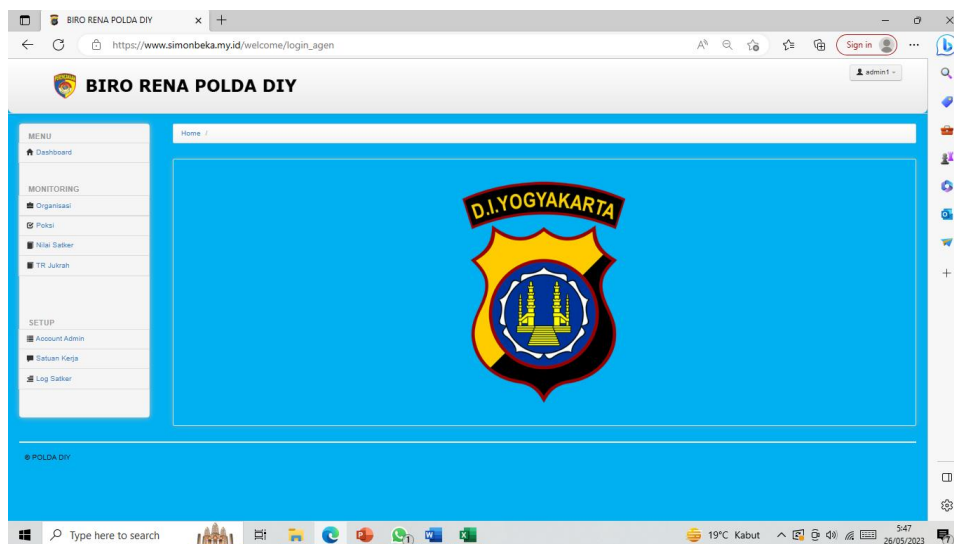 BIRO RENA POLDA DIY
https://www.simonbeka.my.id/welcome/login_agen
Sign in
BIRO RENA POLDA DIY
admin1
MENU
Dashboard
MONITORING
Organisasi
Poksi
Nilai Satker
TR Jukrah
SETUP
Account Admin
Satuan Kerja
Log Satker
Home /
D.I.YOGYAKARTA
© POLDA DIY
Type here to search
19°C Kabut
5:47
26/05/2023